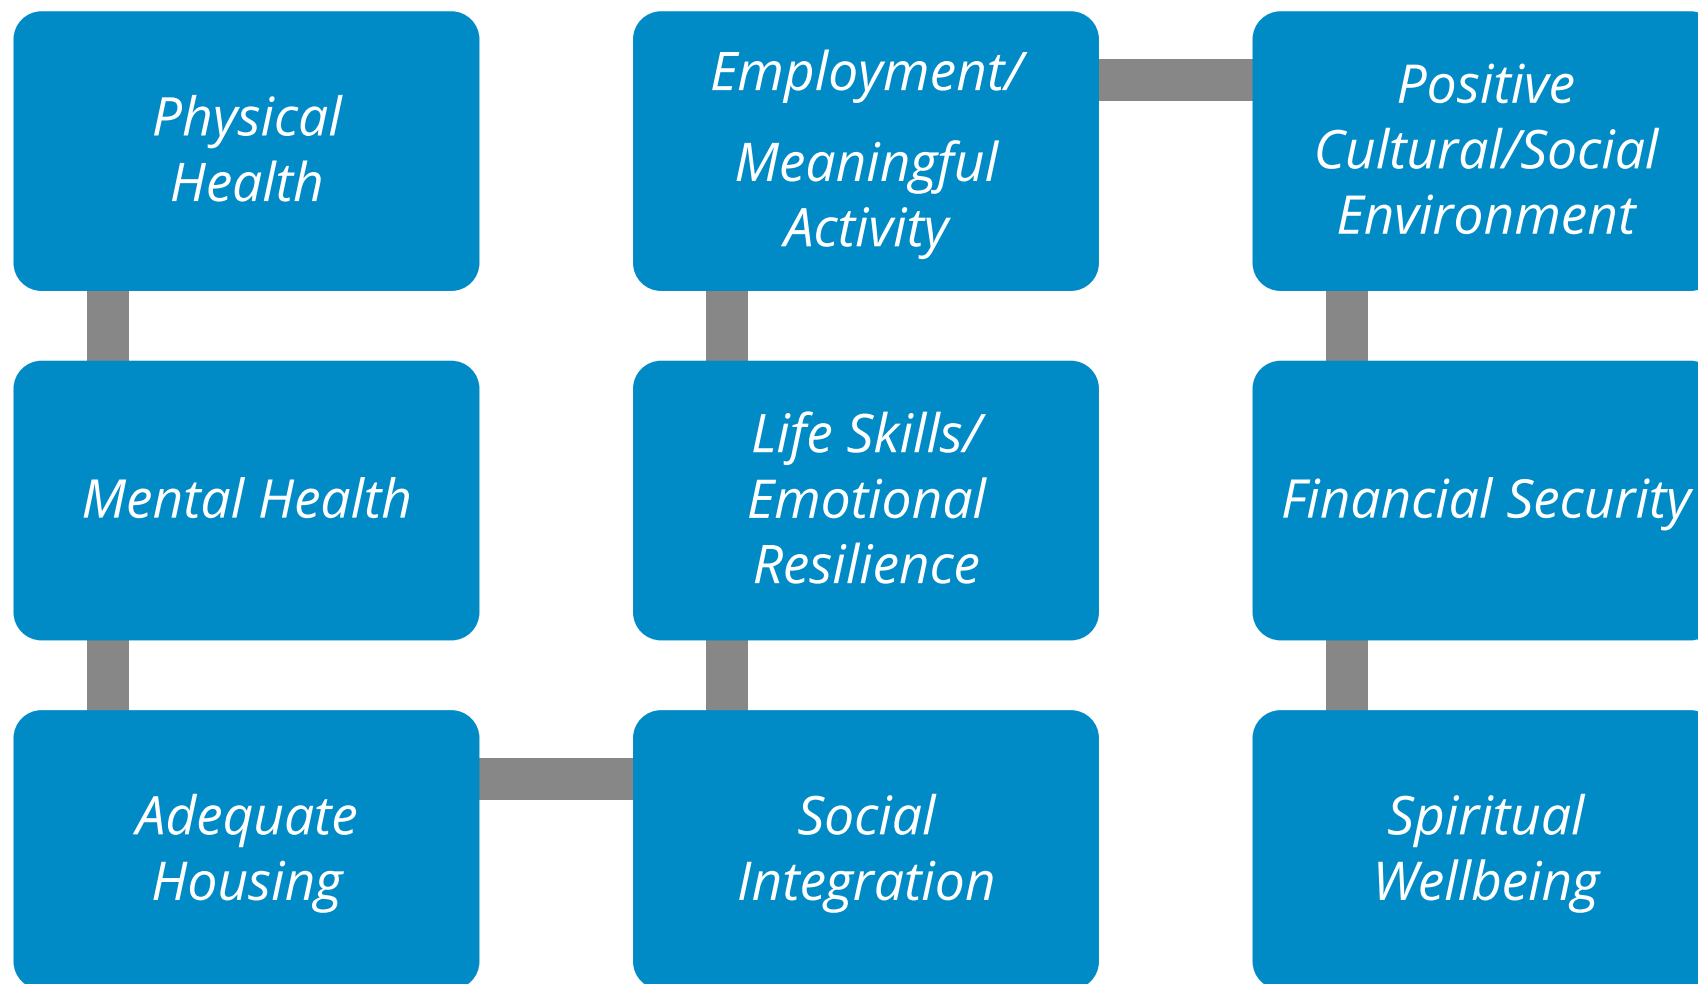 Physical
Health
Mental Health
Adequate
Housing
Social
Integration
Life Skills/
Emotional
Resilience
Employment/
Meaningful
Activity
Positive
Cultural/Social
Environment
Financial Security
Spiritual
Wellbeing